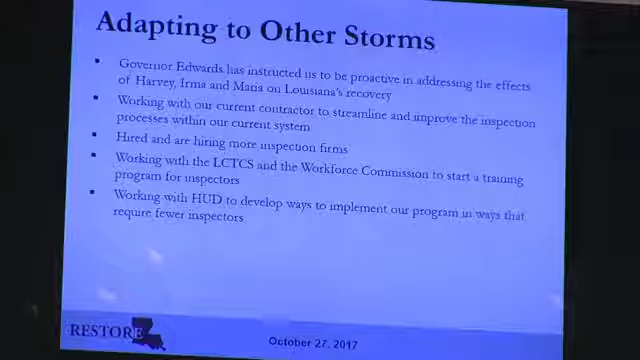 Adapting to Other Storms
Governor Edwards has instructed us to be proactive in addressing the effects
of Harvey, Irma and Maria on Louisiana's recovery
Working with our current contractor to streamline and improve the inspection
processes within our current system
Hired and are hiring more inspection firms
Working with the LCTCS and the Workforce Commission to start a training
program for inspectors
Working with HUD to develop ways to implement our program in ways that
require fewer inspectors
RESTORE
October 27, 2017